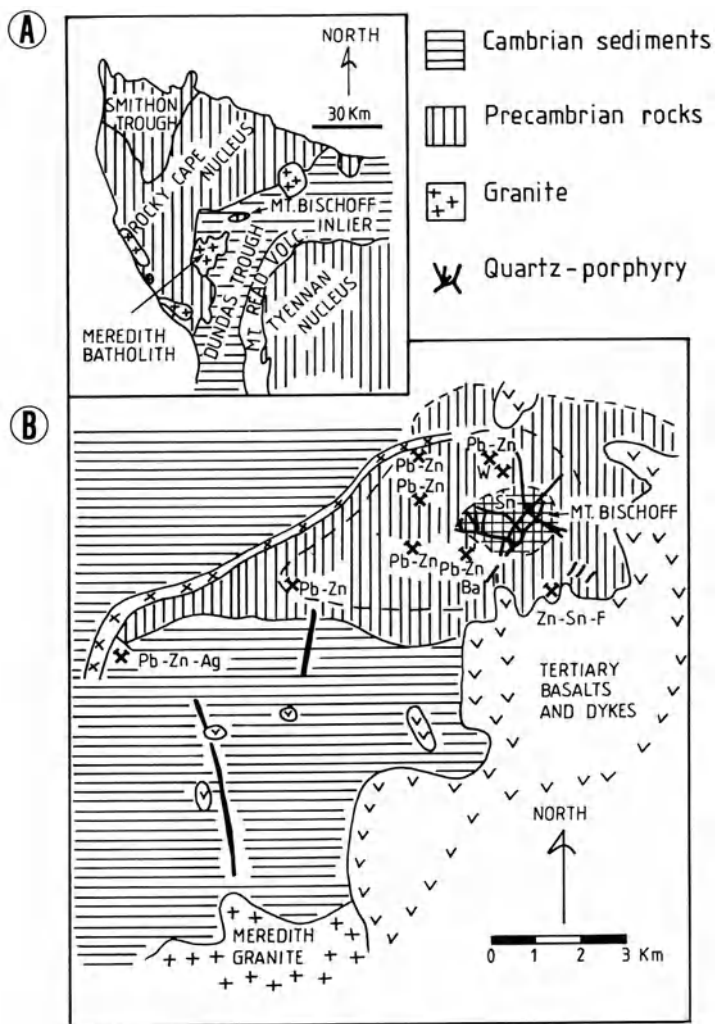 A
NORTH
30 Km
SMITHON
TROUGH
ROCKY CAPE
NUCLEUS
MT. BISCHOFF
INLIER
DUNDAS TROUGH
MT READ VOLC.
TYENNAN
NUCLEUS
MEREDITH
BATHOLITH
Cambrian sediments
Precambrian rocks
Granite
Quartz-porphyry
B
Pb-Zn
Pb-Zn
Pb-Zn
W
Sn
MT. BISCHOFF
Pb-Zn
Pb-Zn
Ba
Pb-Zn
Zn-Sn-F
Pb-Zn-Ag
TERTIARY
BASALTS
AND DYKES
NORTH
MEREDITH
GRANITE
0 1 2 3 Km